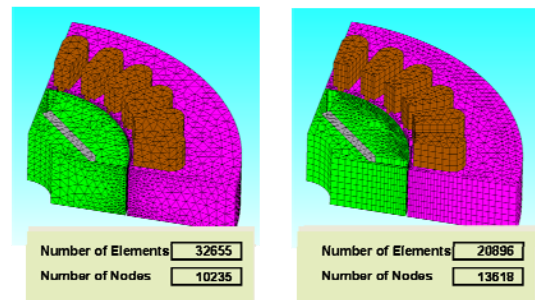 Number of Elements 32655
Number of Nodes 10235
Number of Elements 20896
Number of Nodes 13618